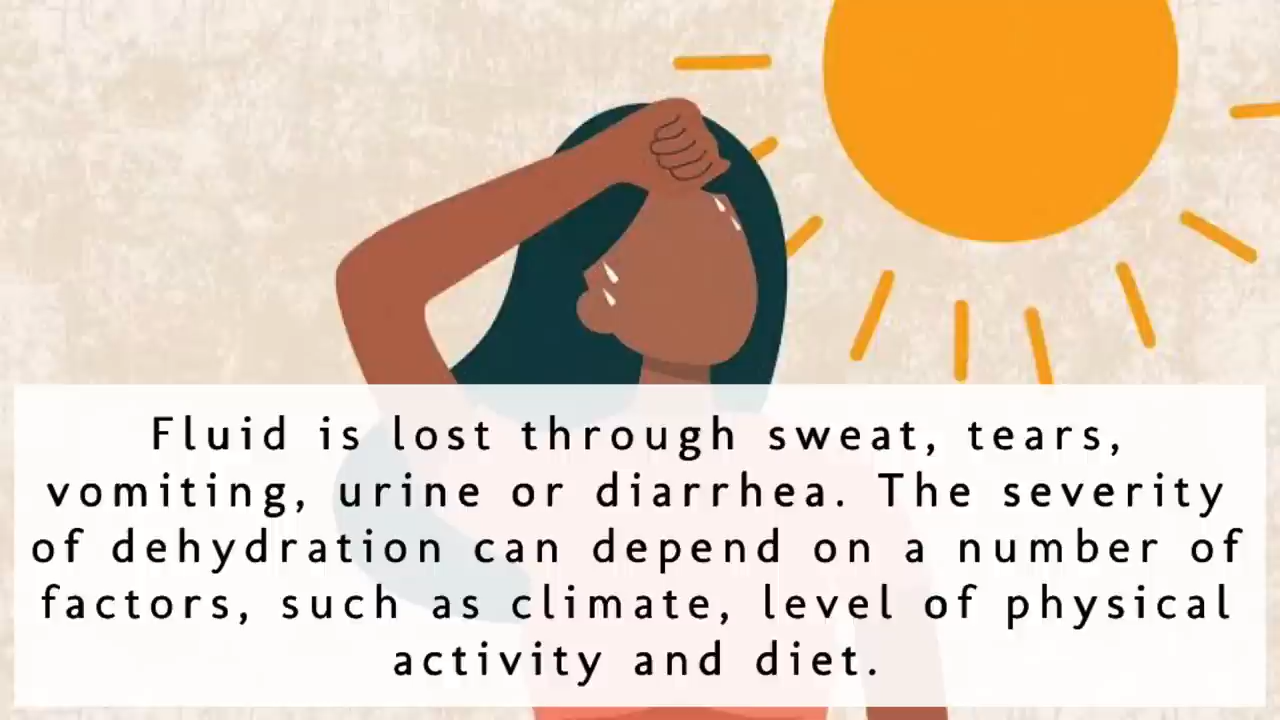 Fluid is lost through sweat, tears,
vomiting, urine or diarrhea. The severity
of dehydration can depend on a number of
factors, such as climate, level of physical
activity and diet.